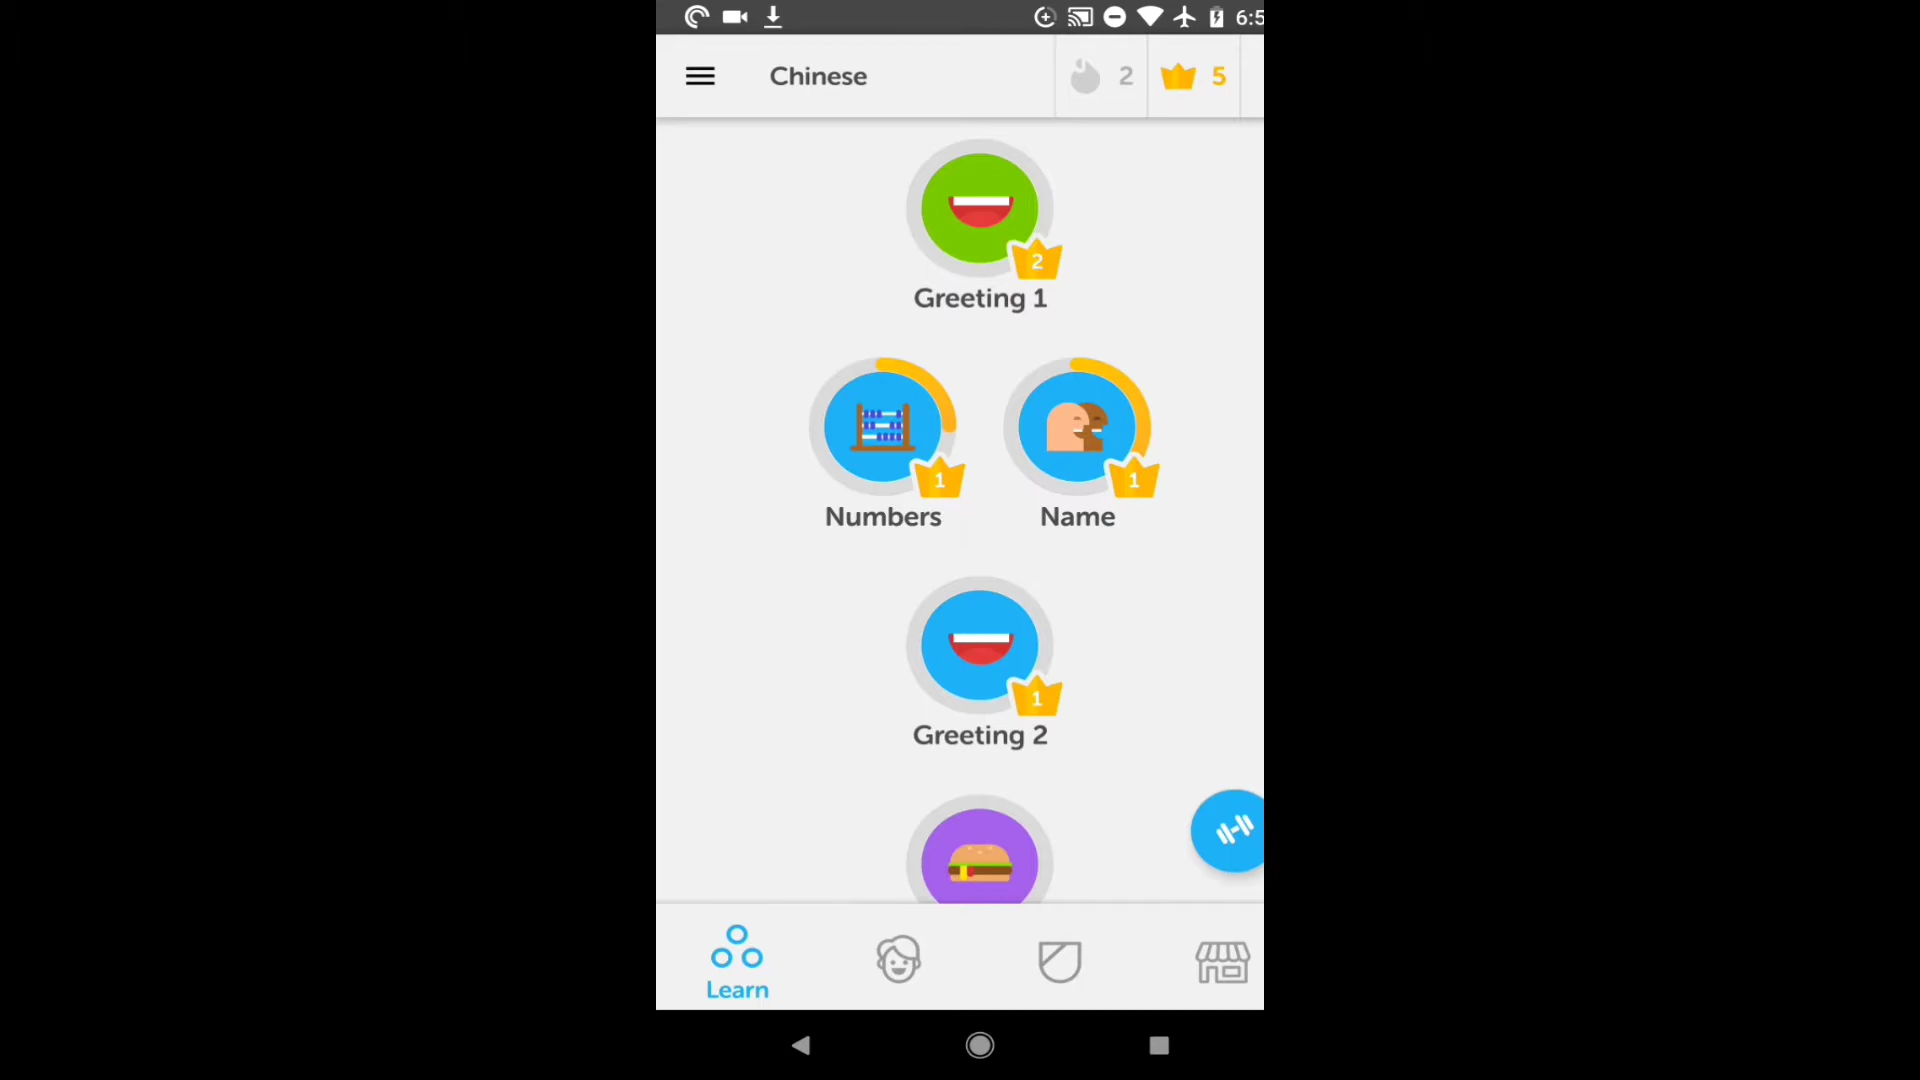 6:5
Chinese
2
5
2
Greeting 1
1
1
Numbers
Name
1
Greeting 2
Learn